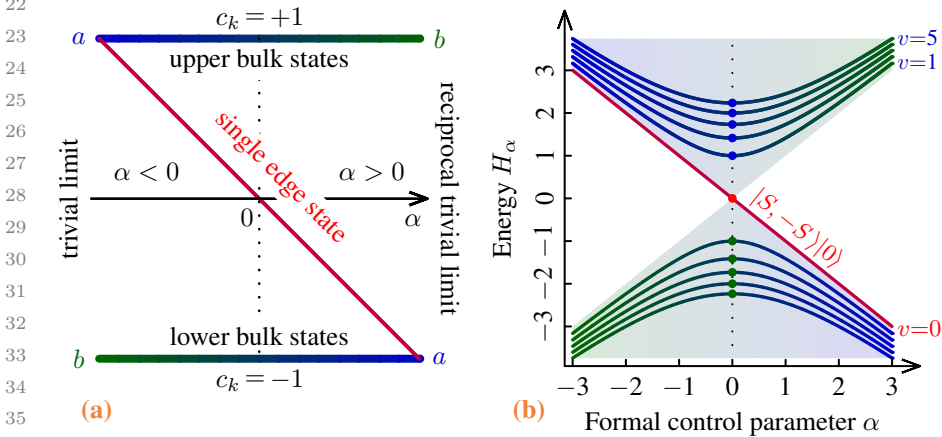 22
23
24
25
26
27
28
29
30
31
32
33
34
35
c_k = +1
a
b
upper bulk states
trivial limit
α < 0
single edge state
α > 0
0
α
reciprocal trivial limit
lower bulk states
b
a
c_k = −1
(a)
Energy H_α
3
2
1
0
−1
−2
−3
v=5
v=1
|S, −S⟩|0⟩
v=0
−3 −2 −1 0 1 2 3
(b)
Formal control parameter α